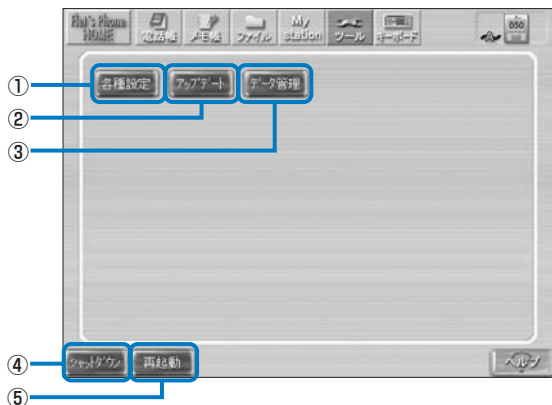 Flet's Phone HOME
電話帳
メモ帳
ファイル
My station
ツール
キーボード
050
① 各種設定
② アップデート
③ データ管理
④ シャットダウン
⑤ 再起動
ヘルプ